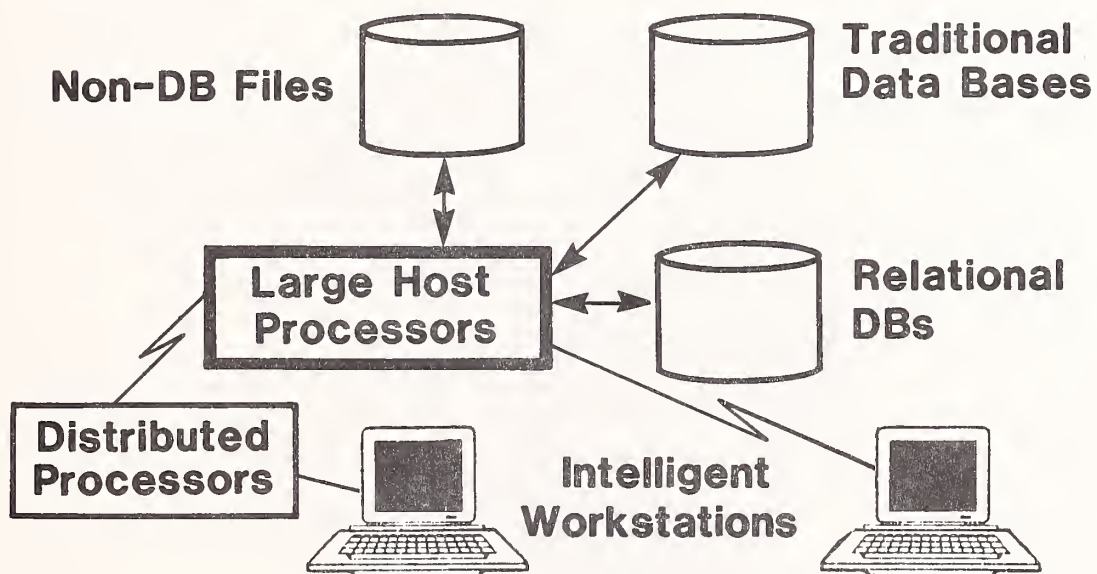 Non-DB Files
Traditional
Data Bases
Large Host
Processors
Relational
DBs
Distributed
Processors
Intelligent
Workstations